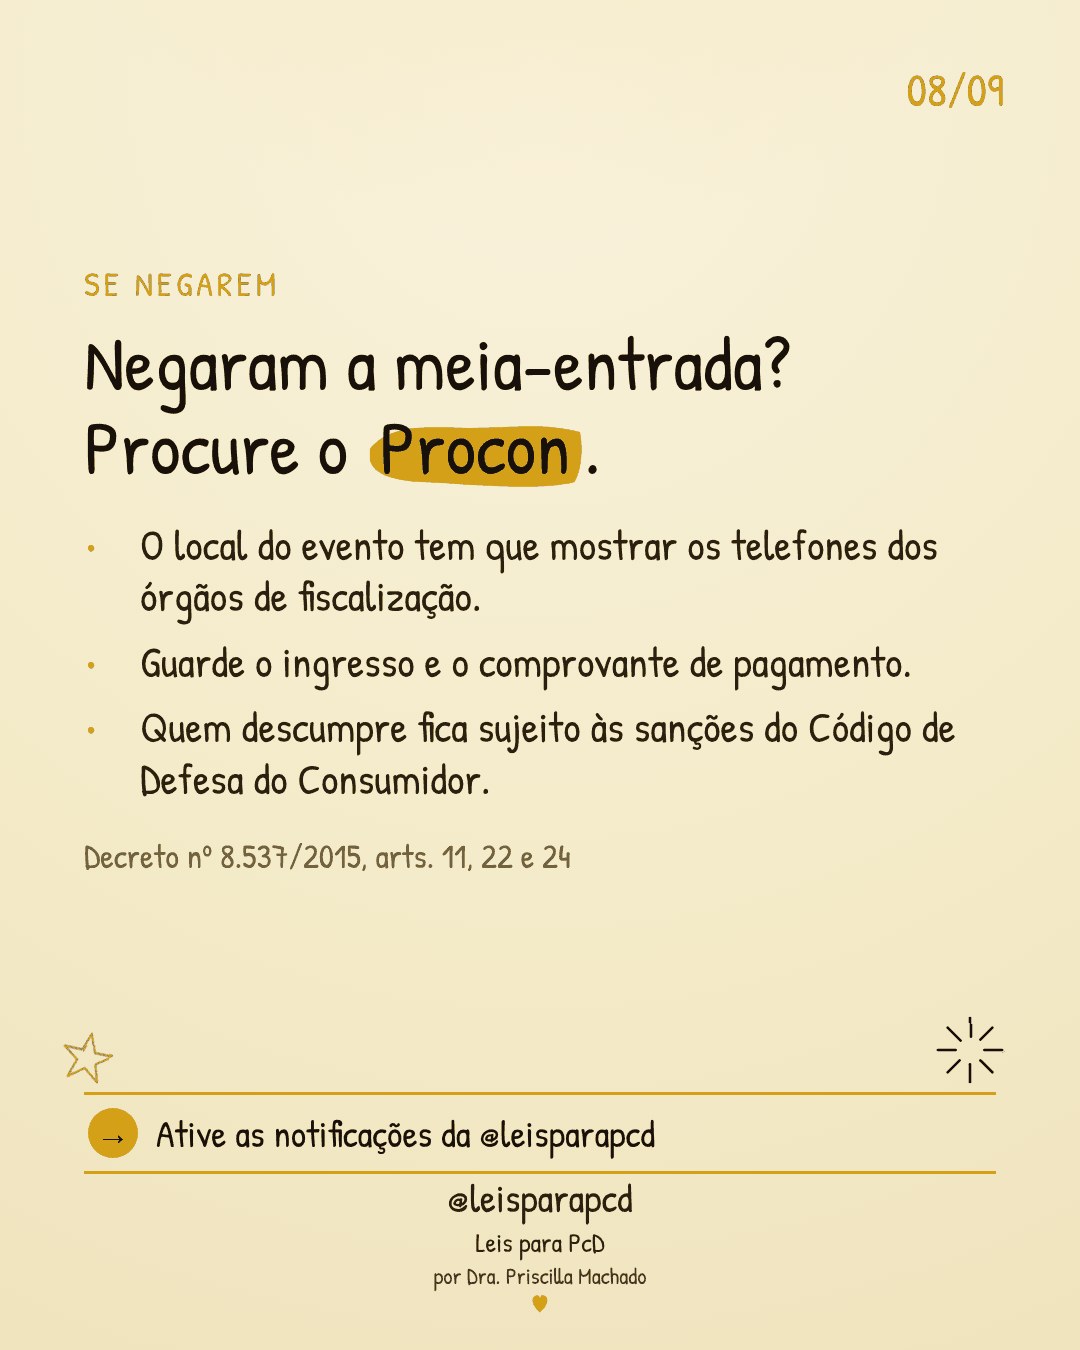 08/09
SE NEGAREM
Negaram a meia-entrada?
Procure o Procon.
• O local do evento tem que mostrar os telefones dos
órgãos de fiscalização.
• Guarde o ingresso e o comprovante de pagamento.
• Quem descumpre fica sujeito às sanções do Código de
Defesa do Consumidor.
Decreto nº 8.537/2015, arts. 11, 22 e 24
→ Ative as notificações da @leisparapcd
@leisparapcd
Leis para PcD
por Dra. Priscilla Machado